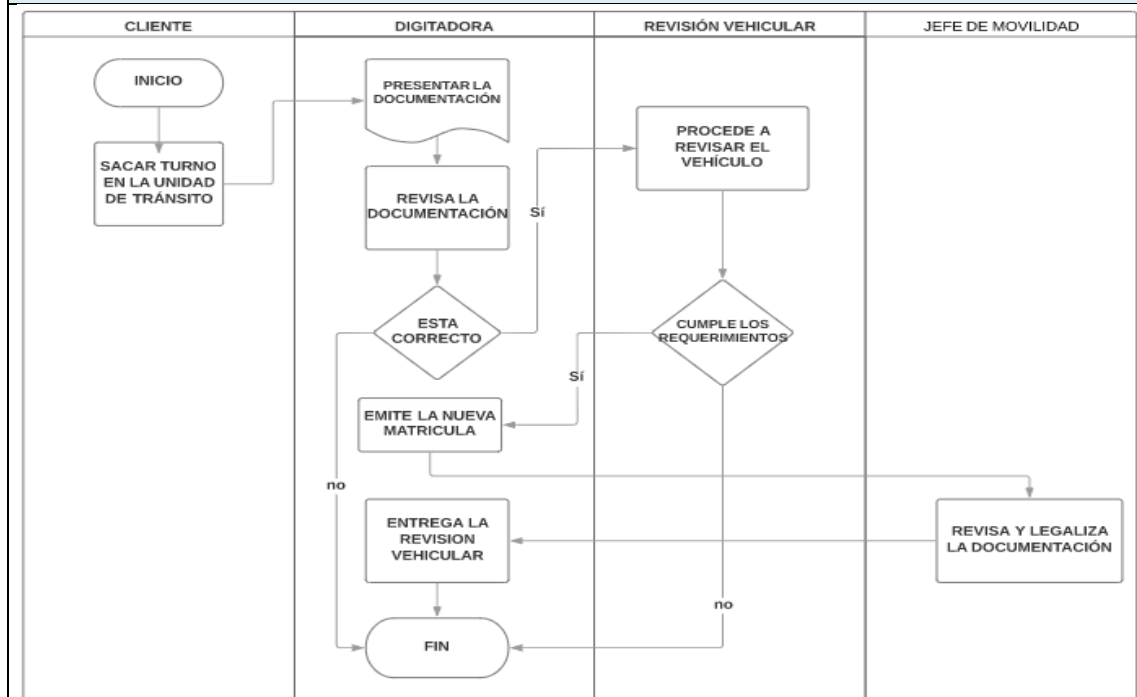 CLIENTE
DIGITADORA
REVISIÓN VEHICULAR
JEFE DE MOVILIDAD
INICIO
SACAR TURNO
EN LA UNIDAD
DE TRÁNSITO
PRESENTAR LA
DOCUMENTACIÓN
REVISA LA
DOCUMENTACIÓN
Sí
PROCEDE A
REVISAR EL
VEHÍCULO
ESTA
CORRECTO
CUMPLE LOS
REQUERIMIENTOS
Sí
EMITE LA NUEVA
MATRICULA
no
ENTREGA LA
REVISION
VEHICULAR
REVISA Y LEGALIZA
LA DOCUMENTACIÓN
no
FIN